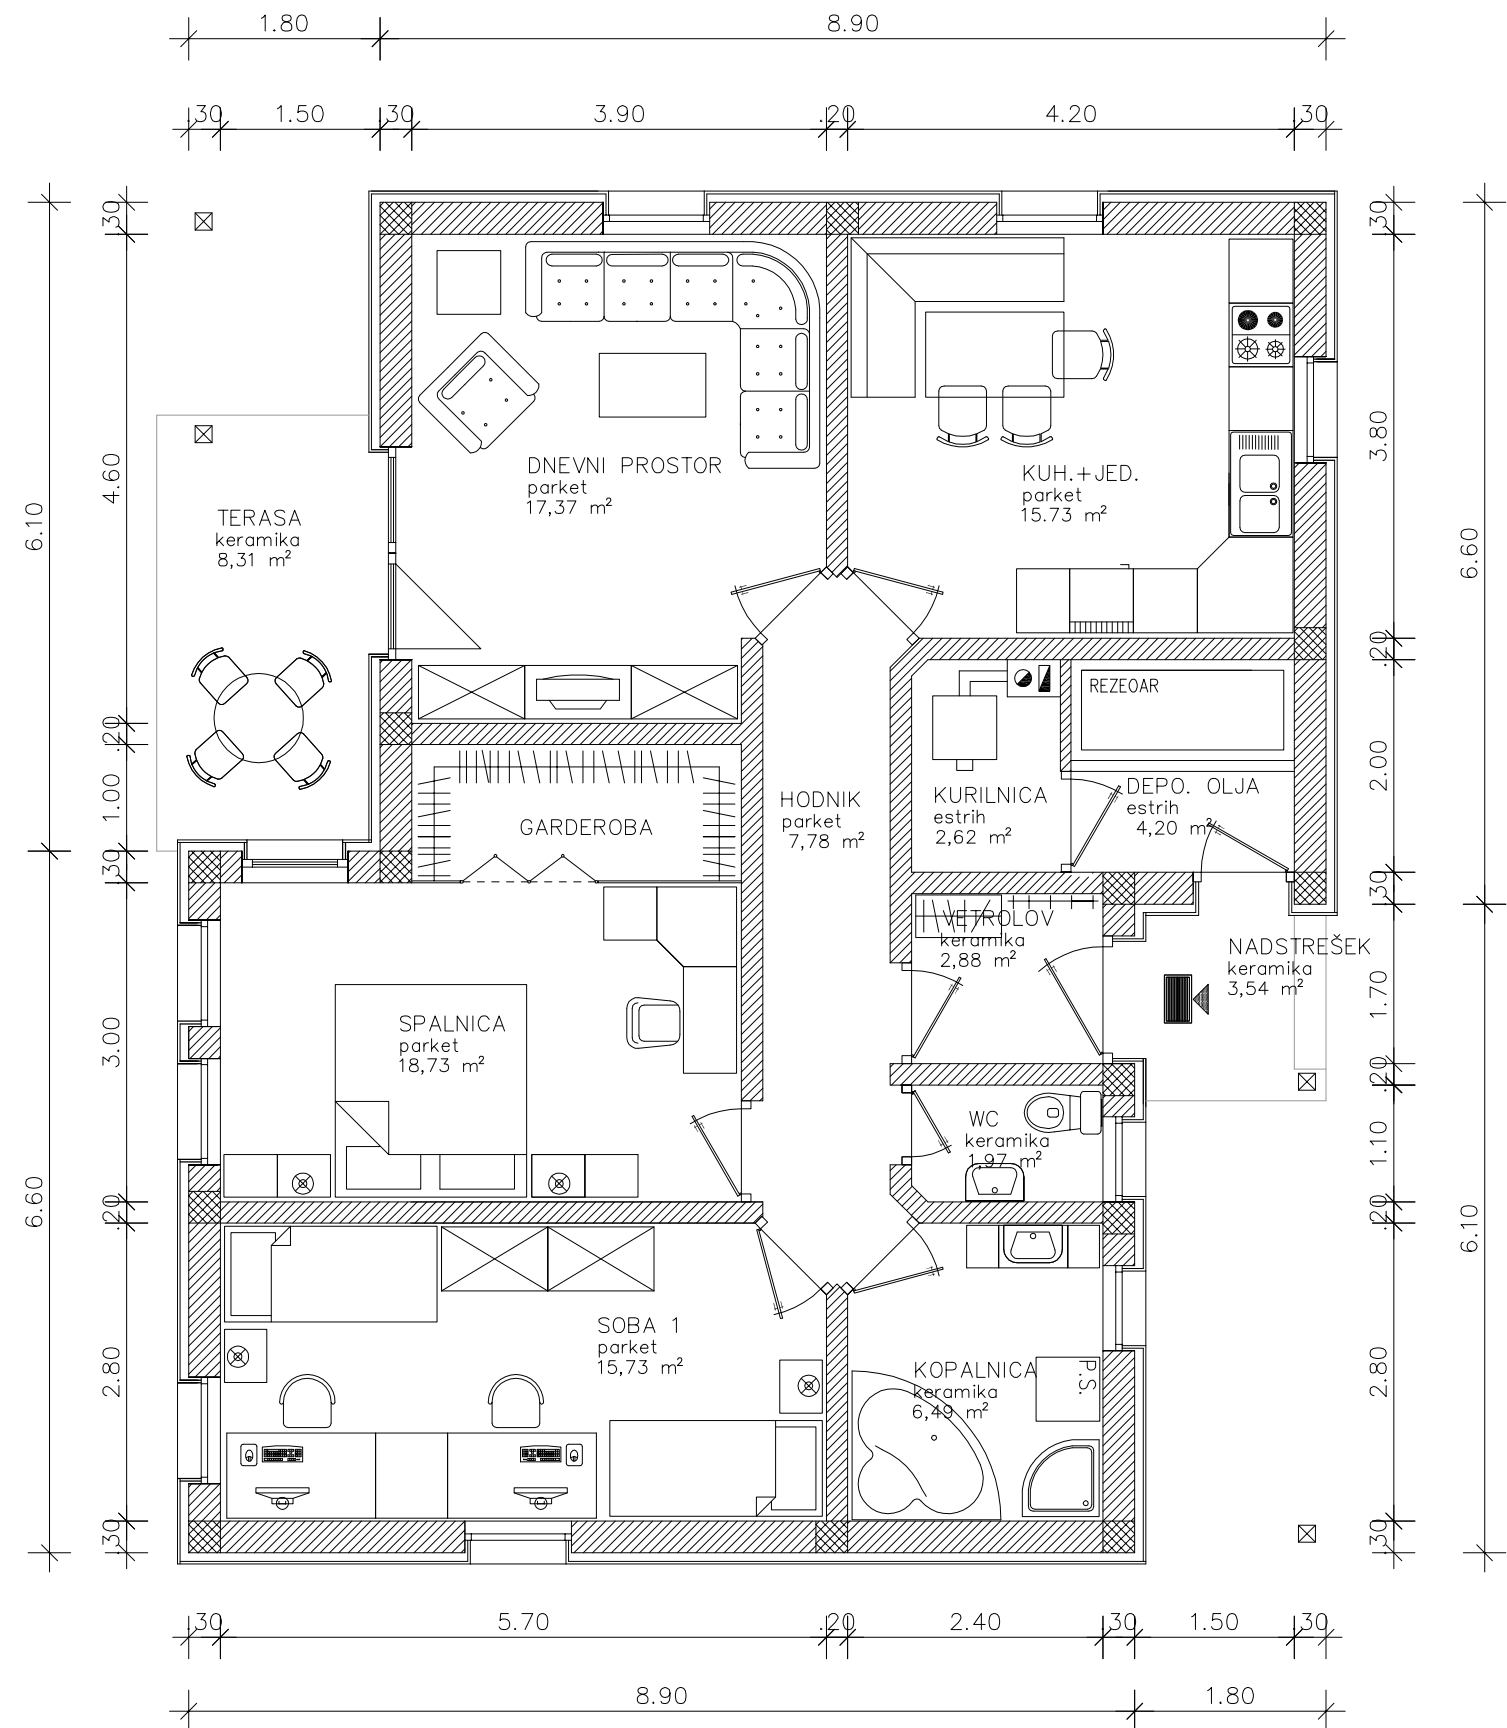 1.80
8.90
.30
1.50
.30
3.90
.20
4.20
.30
.30
4.60
.20
1.00
.30
3.00
.20
2.80
.30
6.10
6.60
DNEVNI PROSTOR
parket
17,37 m²
KUH.+JED.
parket
15.73 m²
TERASA
keramika
8,31 m²
REZEOAR
HODNIK
parket
7,78 m²
KURILNICA
estrih
2,62 m²
DEPO. OLJA
estrih
4,20 m²
GARDEROBA
VETROLOV
keramika
2,88 m²
NADSTREŠEK
keramika
3,54 m²
SPALNICA
parket
18,73 m²
WC
keramika
1,97 m²
SOBA 1
parket
15,73 m²
KOPALNICA
keramika
6,49 m²
P.S.
.30
3.80
.20
2.00
.30
1.70
.20
1.10
.20
2.80
.30
6.60
6.10
.30
5.70
.20
2.40
.30
1.50
.30
8.90
1.80